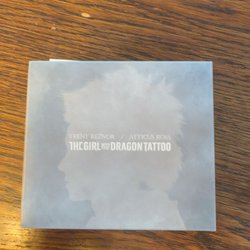 TRENT REZNOR / ATTICUS ROSS
THE GIRL WITH THE DRAGON TATTOO